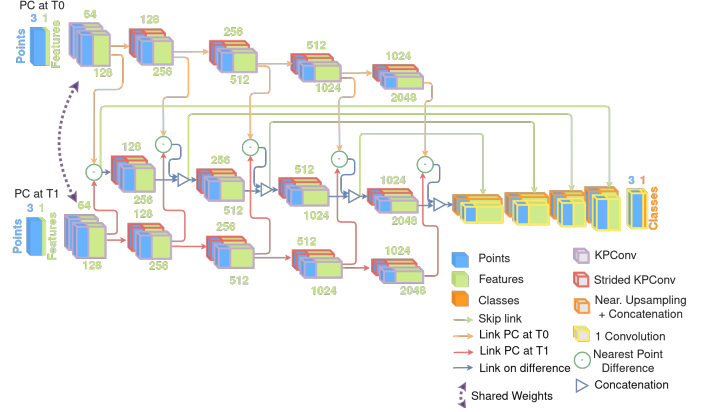 PC at T0
3 1
Points
Features
64
128
128
256
256
512
512
1024
1024
2048
128
256
256
512
512
1024
1024
2048
3 1
Classes
PC at T1
3 1
Points
Features
64
128
128
256
256
512
512
1024
1024
2048
Points
Features
Classes
Skip link
Link PC at T0
Link PC at T1
Link on difference
Shared Weights
KPConv
Strided KPConv
Near. Upsampling
+ Concatenation
1 Convolution
Nearest Point
Difference
Concatenation